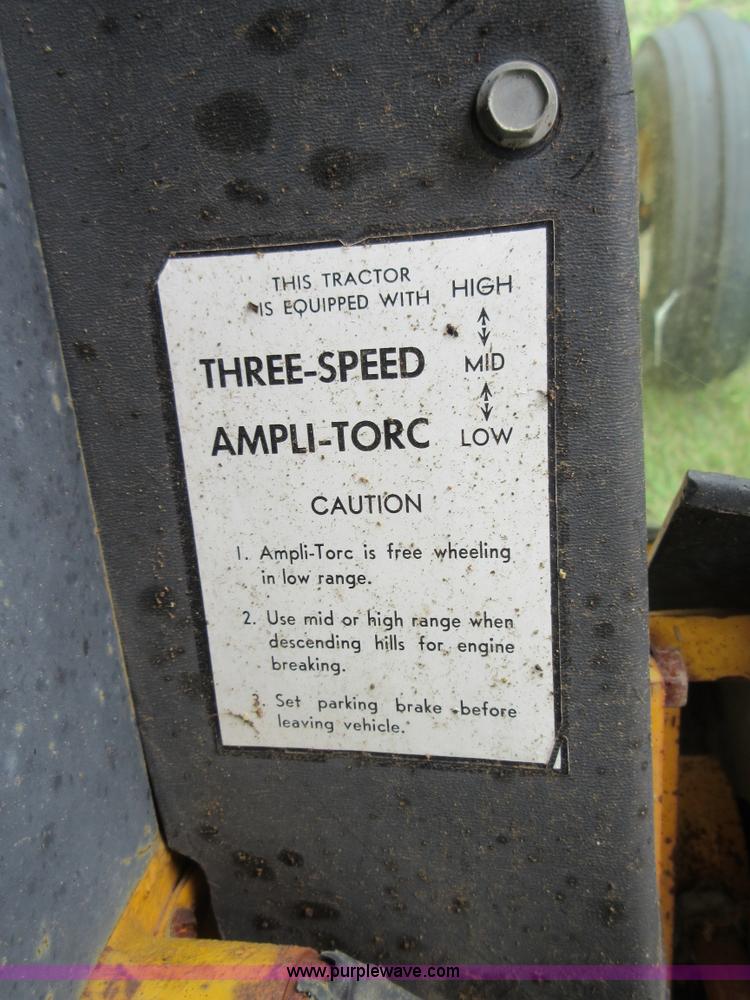 THIS TRACTOR
IS EQUIPPED WITH
HIGH
THREE-SPEED
MID
AMPLI-TORC
LOW
CAUTION
1. Ampli-Torc is free wheeling
in low range.
2. Use mid or high range when
descending hills for engine
breaking.
3. Set parking brake before
leaving vehicle.
www.purplewave.com